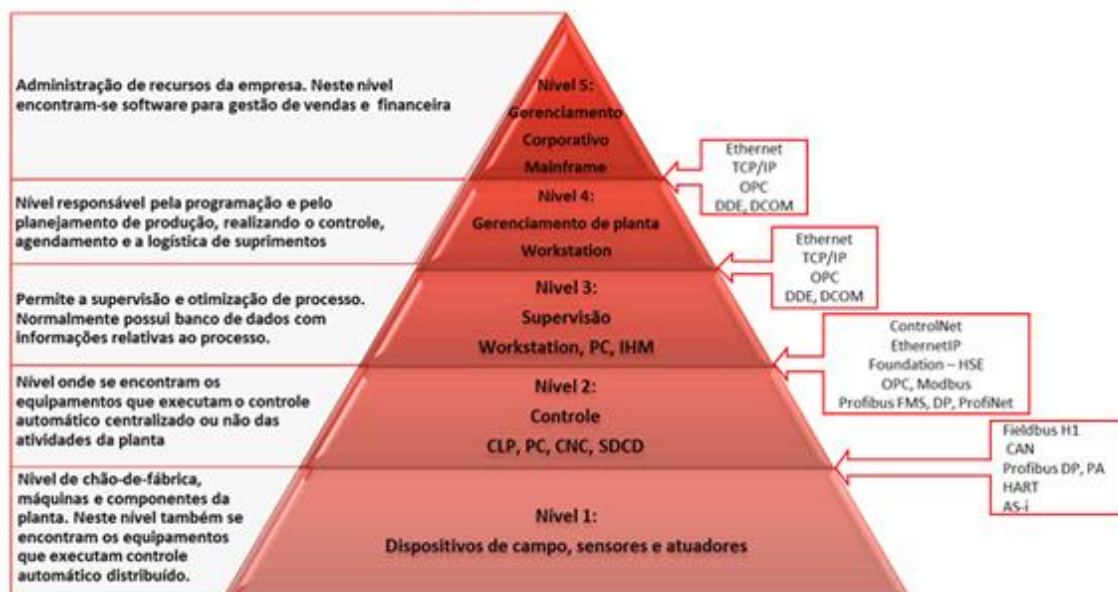 Administração de recursos da empresa. Neste nível
encontram-se software para gestão de vendas e financeira
Nível 5:
Gerenciamento
Corporativo
Mainframe
Ethernet
TCP/IP
OPC
DDE, DCOM
Nível responsável pela programação e pelo
planejamento de produção, realizando o controle,
agendamento e a logística de suprimentos
Nível 4:
Gerenciamento de planta
Workstation
Ethernet
TCP/IP
OPC
DDE, DCOM
Permite a supervisão e otimização de processo.
Normalmente possui banco de dados com
informações relativas ao processo.
Nível 3:
Supervisão
Workstation, PC, IHM
ControlNet
EthernetIP
Foundation – HSE
OPC, Modbus
Profibus FMS, DP, ProfiNet
Nível onde se encontram os
equipamentos que executam o controle
automático centralizado ou não das
atividades da planta
Nível 2:
Controle
CLP, PC, CNC, SDCD
Fieldbus H1
CAN
Profibus DP, PA
HART
AS-i
Nível de chão-de-fábrica,
máquinas e componentes da
planta. Neste nível também se
encontram os equipamentos
que executam controle
automático distribuído.
Nível 1:
Dispositivos de campo, sensores e atuadores